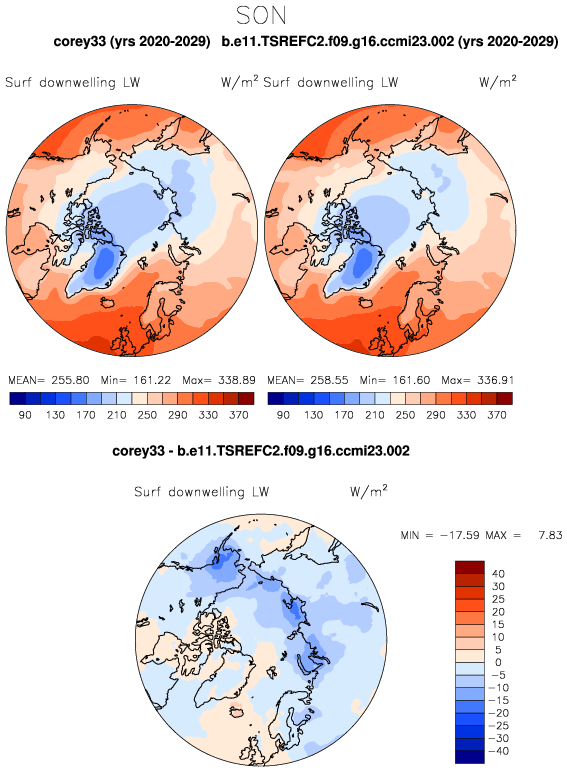 SON
corey33 (yrs 2020-2029) b.e11.TSREFC2.f09.g16.ccmi23.002 (yrs 2020-2029)
Surf downwelling LW W/m² Surf downwelling LW W/m²
MEAN= 255.80 Min= 161.22 Max= 338.89 MEAN= 258.55 Min= 161.60 Max= 336.91
90 130 170 210 250 290 330 370 90 130 170 210 250 290 330 370
corey33 - b.e11.TSREFC2.f09.g16.ccmi23.002
Surf downwelling LW W/m²
MIN = -17.59 MAX = 7.83
40
30
25
20
15
10
5
0
-5
-10
-15
-20
-25
-30
-40